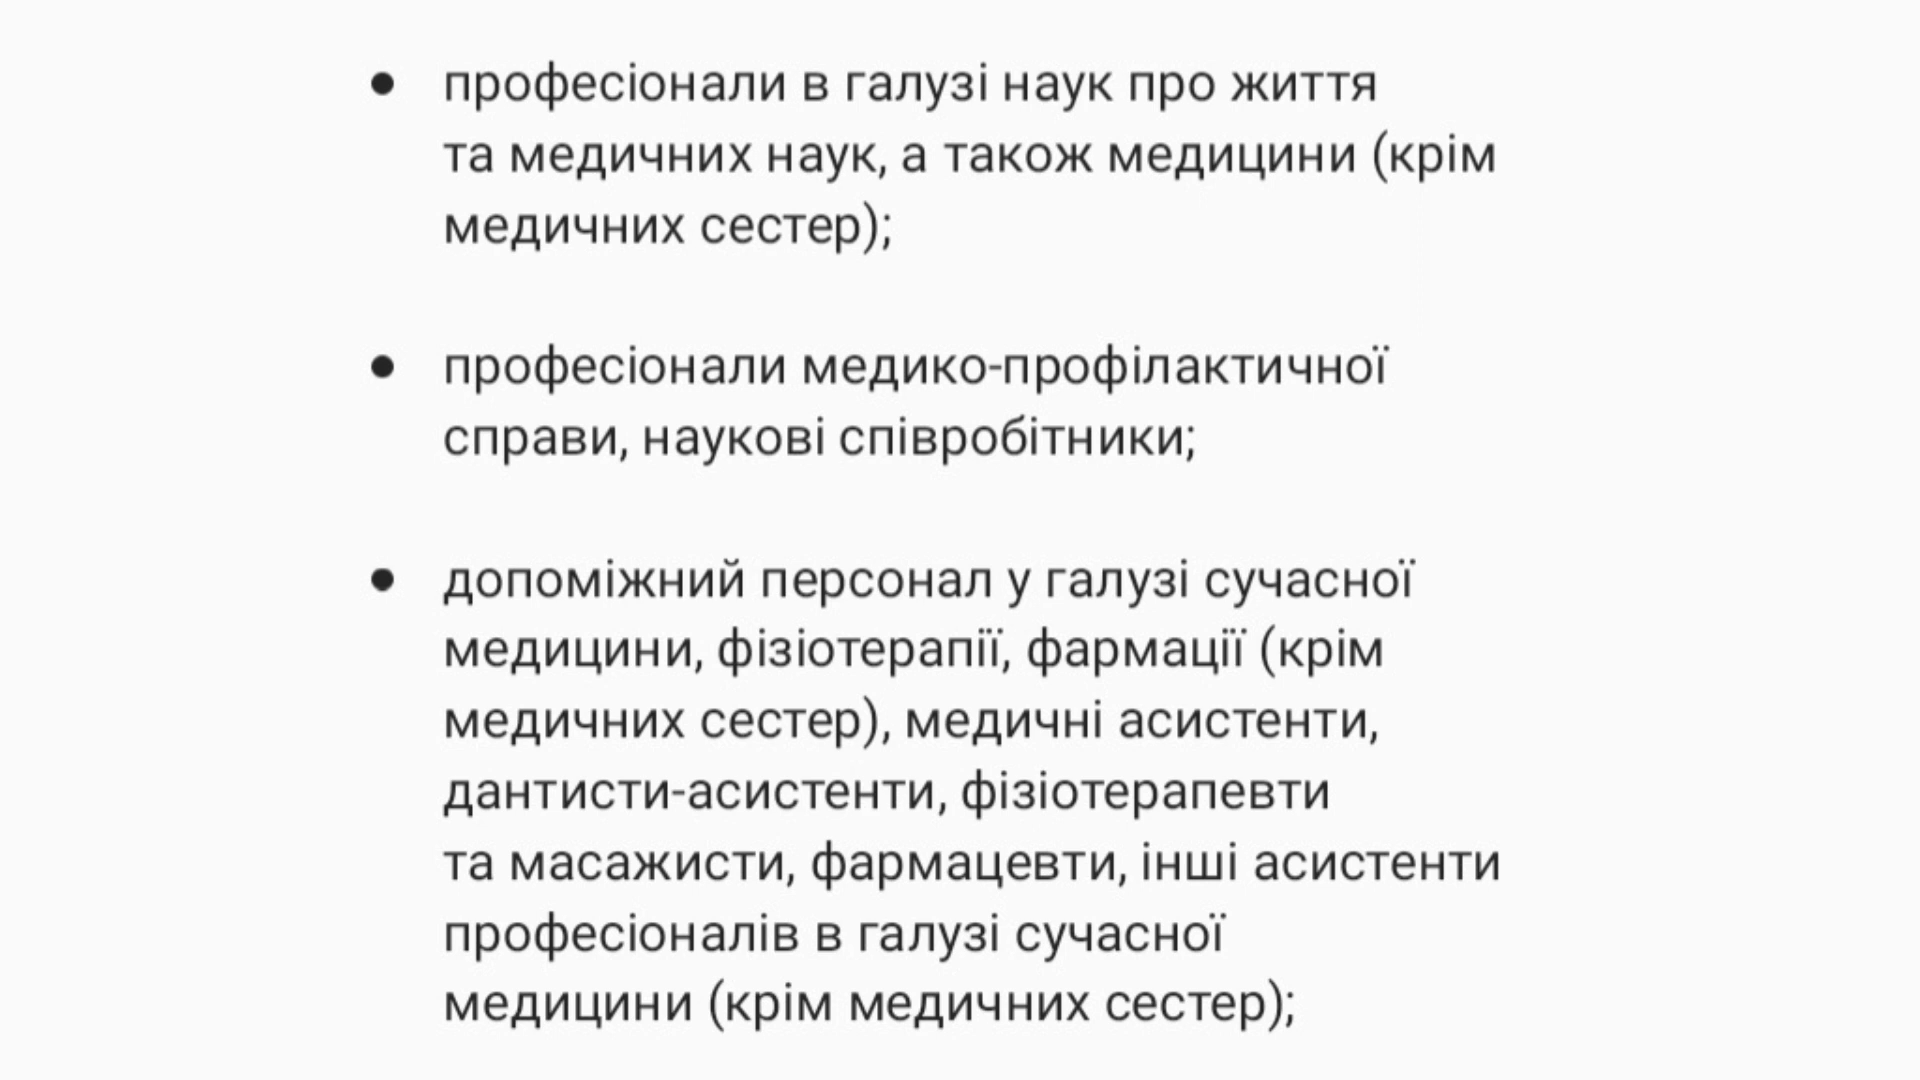 ● професіонали в галузі наук про життя
та медичних наук, а також медицини (крім
медичних сестер);
● професіонали медико-профілактичної
справи, наукові співробітники;
● допоміжний персонал у галузі сучасної
медицини, фізіотерапії, фармації (крім
медичних сестер), медичні асистенти,
дантисти-асистенти, фізіотерапевти
та масажисти, фармацевти, інші асистенти
професіоналів в галузі сучасної
медицини (крім медичних сестер);